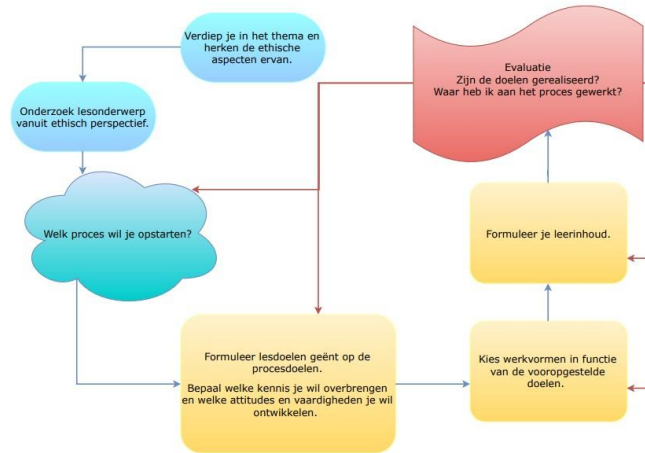 Verdiep je in het thema en
herken de ethische
aspecten ervan.
Onderzoek lesonderwerp
vanuit ethisch perspectief.
Welk proces wil je opstarten?
Formuleer lesdoelen geënt op de
procesdoelen.
Bepaal welke kennis je wil overbrengen
en welke attitudes en vaardigheden je wil
ontwikkelen.
Kies werkvormen in functie
van de vooropgestelde
doelen.
Formuleer je leerinhoud.
Evaluatie
Zijn de doelen gerealiseerd?
Waar heb ik aan het proces gewerkt?